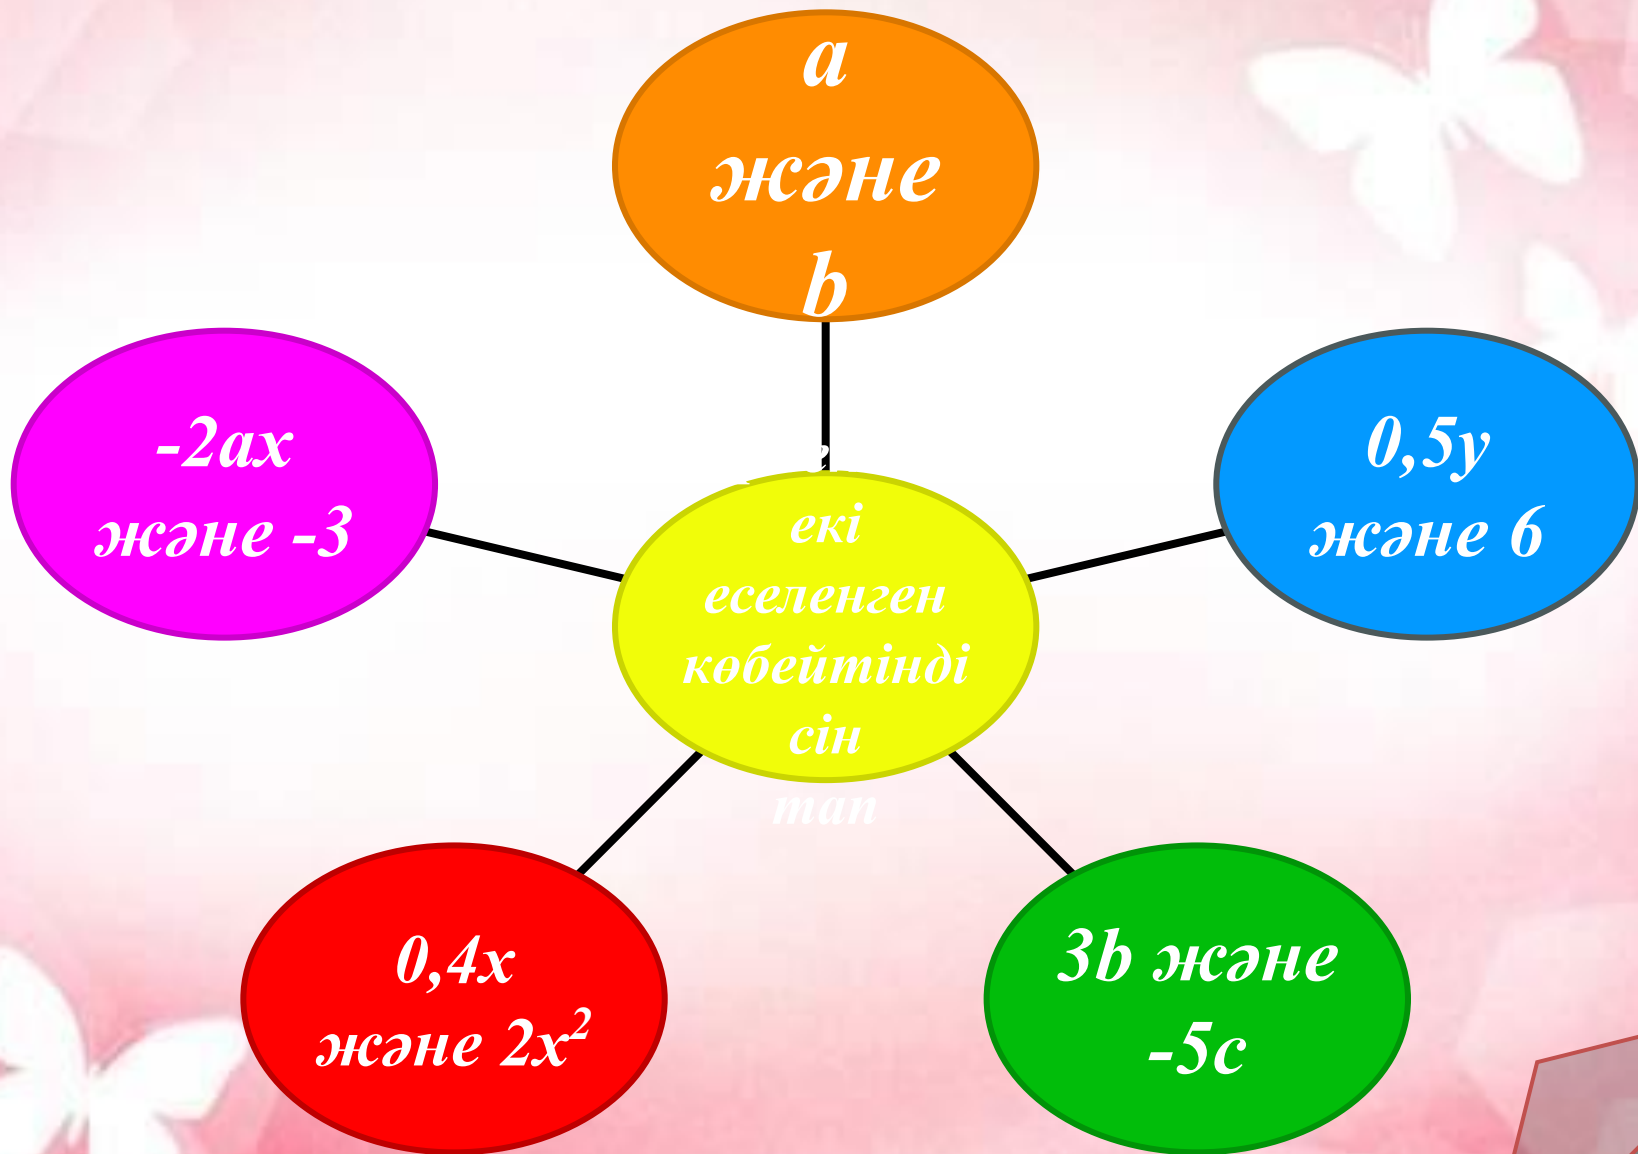 a
және
b
-2ax
және -3
0,5y
және 6
екі
еселенген
көбейтінді
сін
тап
0,4x
және 2x²
3b және
-5c